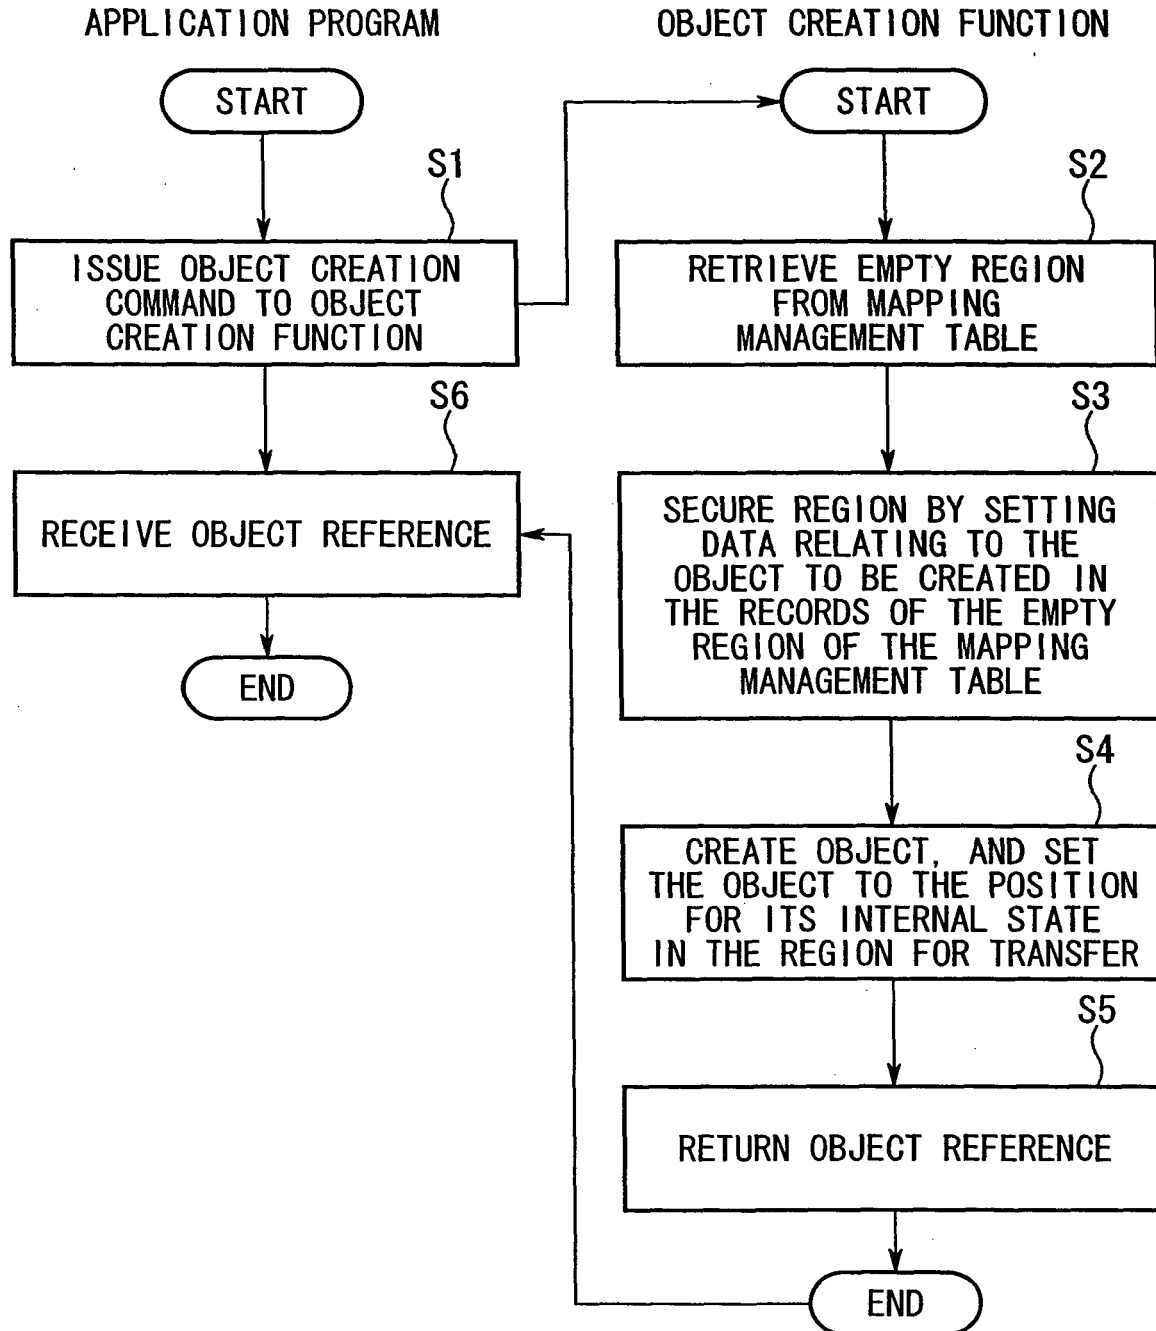 APPLICATION PROGRAM
START
S1
ISSUE OBJECT CREATION
COMMAND TO OBJECT
CREATION FUNCTION
S6
RECEIVE OBJECT REFERENCE
END
OBJECT CREATION FUNCTION
START
S2
RETRIEVE EMPTY REGION
FROM MAPPING
MANAGEMENT TABLE
S3
SECURE REGION BY SETTING
DATA RELATING TO THE
OBJECT TO BE CREATED IN
THE RECORDS OF THE EMPTY
REGION OF THE MAPPING
MANAGEMENT TABLE
S4
CREATE OBJECT, AND SET
THE OBJECT TO THE POSITION
FOR ITS INTERNAL STATE
IN THE REGION FOR TRANSFER
S5
RETURN OBJECT REFERENCE
END